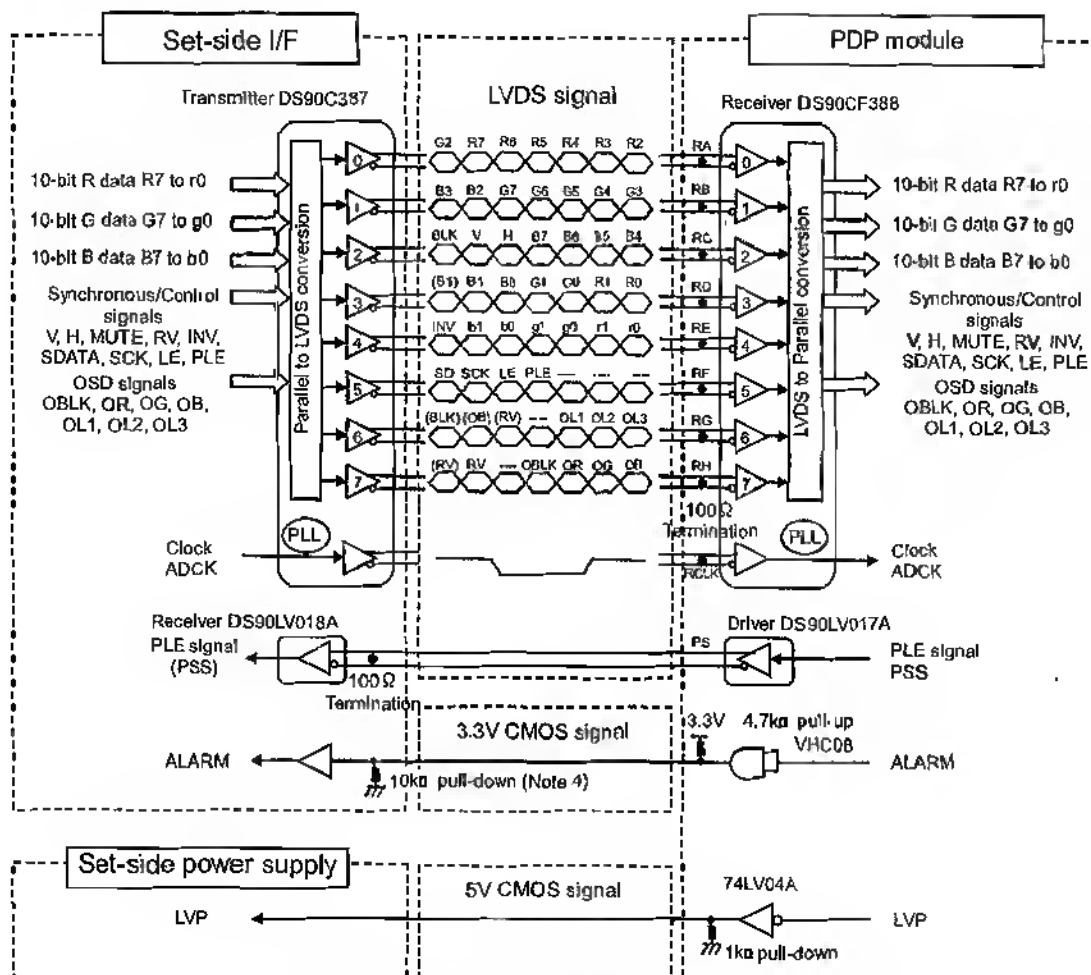 Set-side I/F
PDP module
Transmitter DS90C387
LVDS signal
Receiver DS90CF388
G2 R7 R6 R5 R4 R3 R2
RA
0
0
10-bit R data R7 to r0
10-bit R data R7 to r0
B3 B2 G7 G6 G5 G4 G3
RB
1
1
10-bit G data G7 to g0
10-bit G data G7 to g0
BLK V H B7 B6 B5 B4
RC
2
2
10-bit B data B7 to b0
10-bit B data B7 to b0
(B1) B1 B0 G1 G0 R1 R0
RD
3
3
Parallel to LVDS conversion
LVDS to Parallel conversion
Synchronous/Control
signals
V, H, MUTE, RV, INV,
SDATA, SCK, LE, PLE
Synchronous/Control
signals
V, H, MUTE, RV, INV,
SDATA, SCK, LE, PLE
INV b1 b0 g1 g0 r1 r0
RE
4
4
SD SCK LE PLE --- --- ---
RF
5
5
OSD signals
OBLK, OR, OG, OB,
OL1, OL2, OL3
OSD signals
OBLK, OR, OG, OB,
OL1, OL2, OL3
(BLK) (OB) (RV) --- OL1 OL2 OL3
RG
6
6
(RV) RV --- OBLK OR OG OB
RH
7
7
100Ω
Termination
PLL
PLL
Clock
ADCK
RCLK
Clock
ADCK
Receiver DS90LV018A
Driver DS90LV017A
PLE signal
(PSS)
PS
PLE signal
PSS
100Ω
Termination
3.3V CMOS signal
3.3V
4.7kΩ pull-up
VHC08
ALARM
ALARM
10kΩ pull-down (Note 4)
Set-side power supply
5V CMOS signal
74LV04A
LVP
LVP
1kΩ pull-down